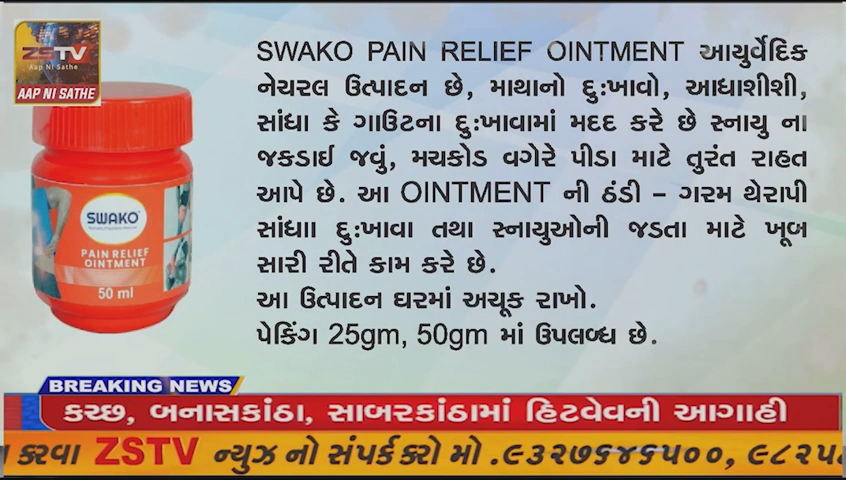 ZSTV
Aap Ni Sathe
AAP NI SATHE
SWAKO PAIN RELIEF OINTMENT આયુર્વેદિક
નેચરલ ઉત્પાદન છે, માથાનો દુઃખાવો, આધાશીશી,
સાંધા કે ગાઉટના દુઃખાવામાં મદદ કરે છે સ્નાયુ ના
જકડાઈ જવું, મચકોડ વગેરે પીડા માટે તુરંત રાહત
આપે છે. આ OINTMENT ની ઠંડી – ગરમ થેરાપી
સાંધાા દુઃખાવા તથા સ્નાયુઓની જડતા માટે ખૂબ
સારી રીતે કામ કરે છે.
આ ઉત્પાદન ઘરમાં અચૂક રાખો.
પેકિંગ 25gm, 50gm માં ઉપલબ્ધ છે.
SWAKO
PAIN RELIEF
OINTMENT
50 ml
BREAKING NEWS
કચ્છ, બનાસકાંઠા, સાબરકાંઠામાં હિટવેવની આગાહી
કરવા ZSTV ન્યુઝ નો સંપર્ક કરો મો .૯૩૨૭૬૪૬૫૦૦, ૯૮૨૫